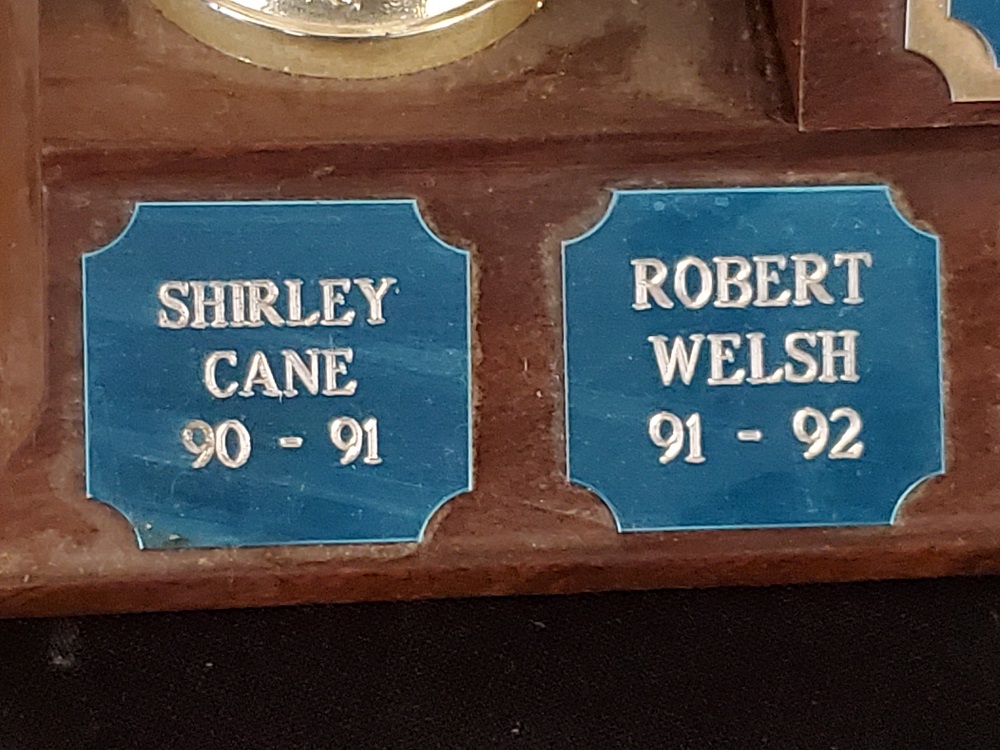 SHIRLEY
CANE
90 - 91
ROBERT
WELSH
91 - 92